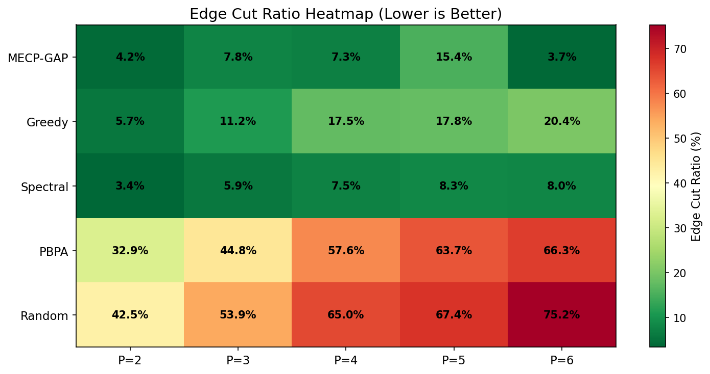 Edge Cut Ratio Heatmap (Lower is Better)
MECP-GAP 4.2% 7.8% 7.3% 15.4% 3.7%
Greedy 5.7% 11.2% 17.5% 17.8% 20.4%
Spectral 3.4% 5.9% 7.5% 8.3% 8.0%
PBPA 32.9% 44.8% 57.6% 63.7% 66.3%
Random 42.5% 53.9% 65.0% 67.4% 75.2%
P=2 P=3 P=4 P=5 P=6
70
60
50
40
30
20
10
Edge Cut Ratio (%)